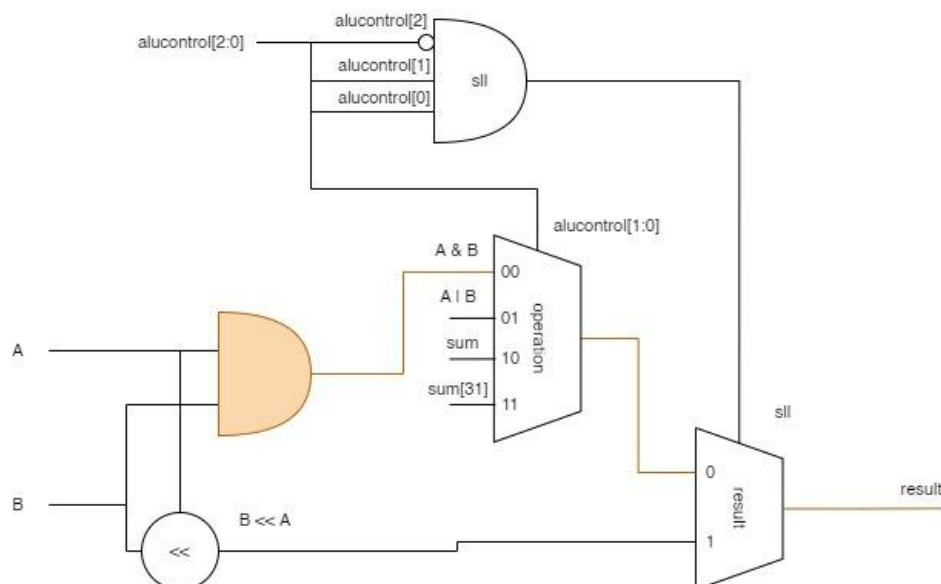 alucontrol[2]
alucontrol[2:0]
alucontrol[1]
sll
alucontrol[0]
alucontrol[1:0]
A & B
00
A | B
01
operation
sum
10
sum[31]
11
A
sll
0
result
result
B
B << A
<<
1